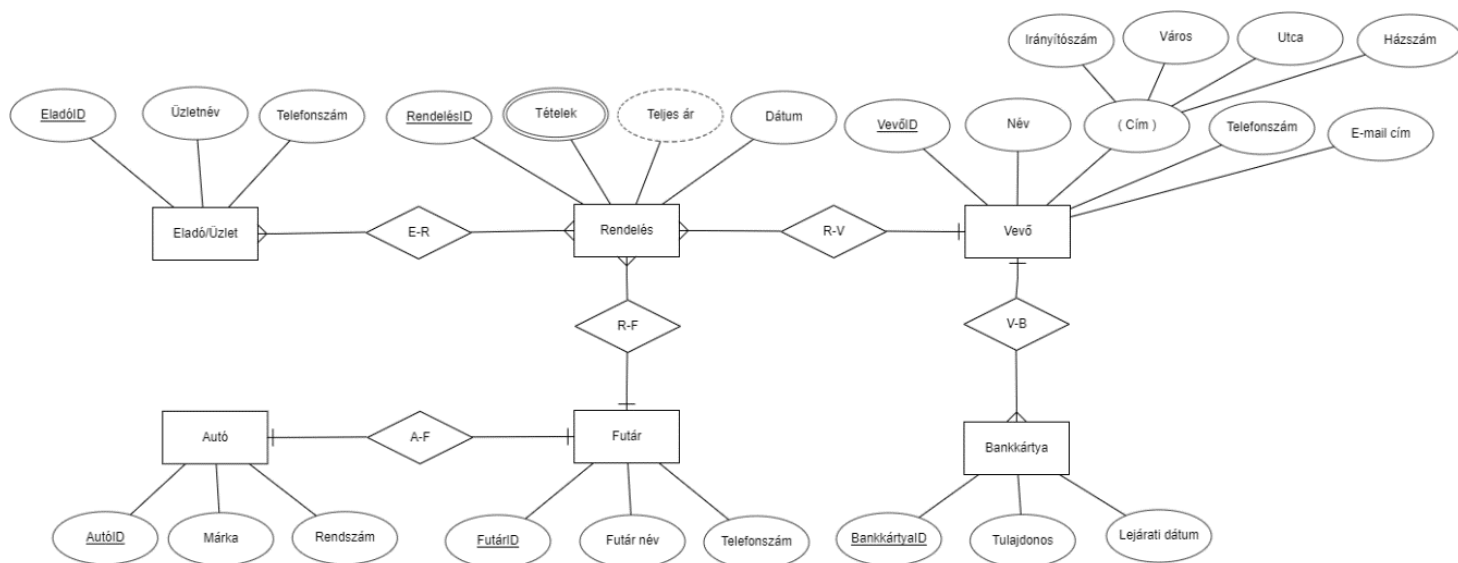 Irányítószám
Város
Utca
Házszám
EladóID
Üzletnév
Telefonszám
RendelésID
Tételek
Teljes ár
Dátum
VevőID
Név
( Cím )
Telefonszám
E-mail cím
Eladó/Üzlet
E-R
Rendelés
R-V
Vevő
R-F
V-B
Autó
A-F
Futár
Bankkártya
AutóID
Márka
Rendszám
FutárID
Futár név
Telefonszám
BankkártyaID
Tulajdonos
Lejárati dátum